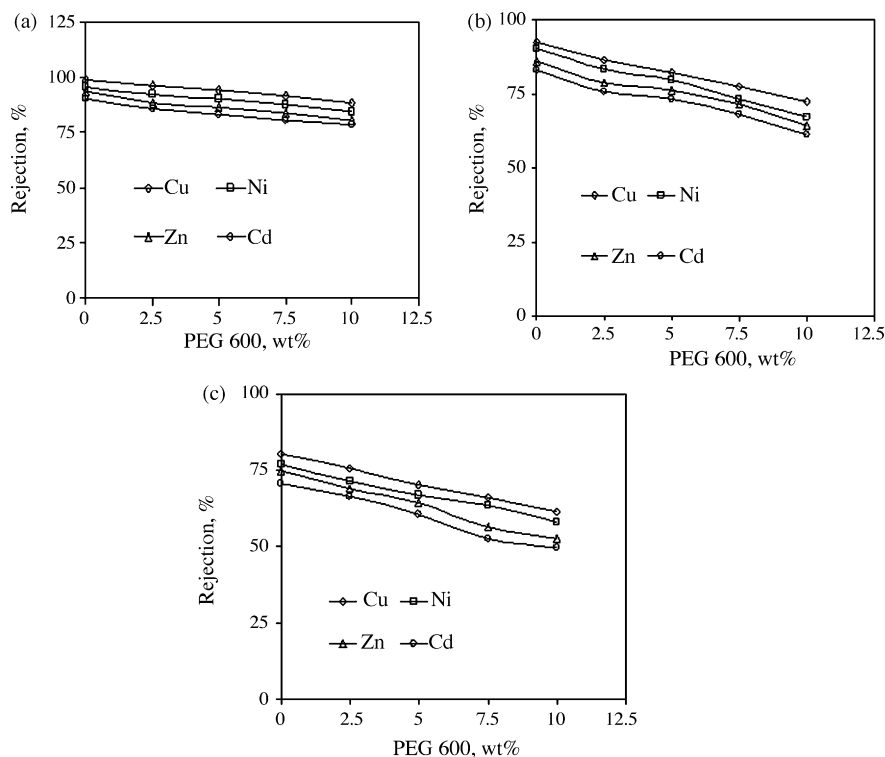 (a)
125
100
75
50
25
0
Rejection, %
Cu Ni
Zn Cd
0 2.5 5 7.5 10 12.5
PEG 600, wt%
(b)
100
75
50
25
0
Rejection, %
Cu Ni
Zn Cd
0 2.5 5 7.5 10 12.5
PEG 600, wt%
(c)
100
75
50
25
0
Rejection, %
Cu Ni
Zn Cd
0 2.5 5 7.5 10 12.5
PEG 600, wt%